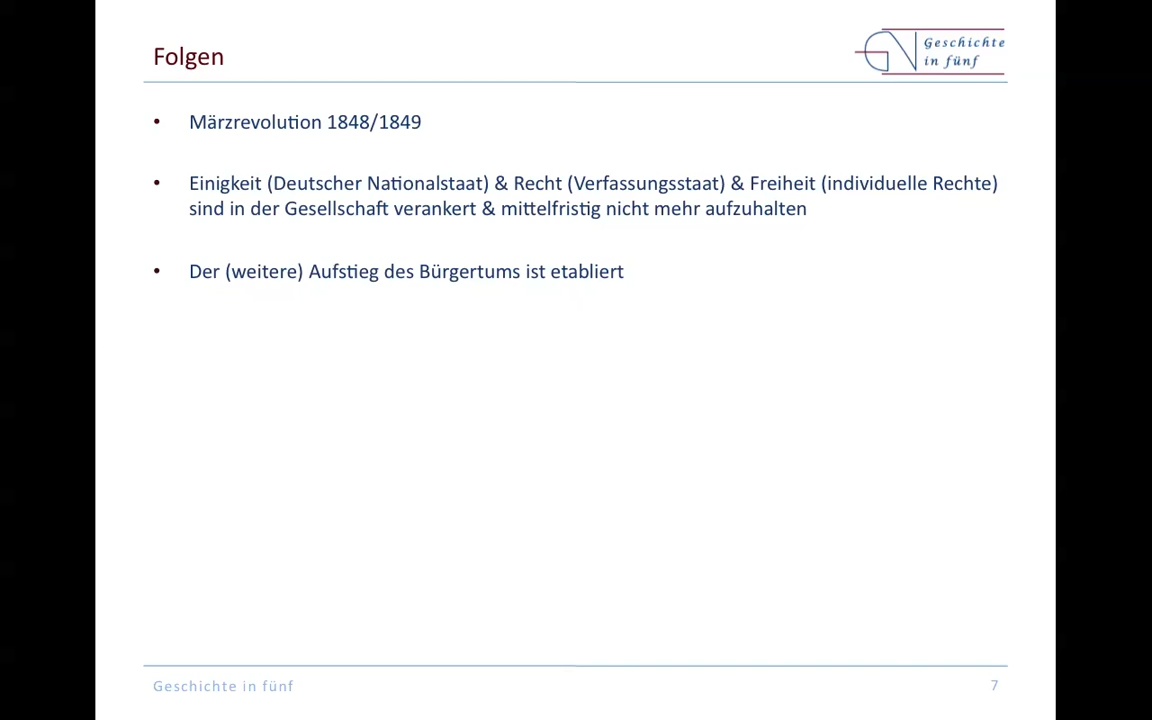 Folgen
Geschichte
in fünf
• Märzrevolution 1848/1849
• Einigkeit (Deutscher Nationalstaat) & Recht (Verfassungsstaat) & Freiheit (individuelle Rechte)
sind in der Gesellschaft verankert & mittelfristig nicht mehr aufzuhalten
• Der (weitere) Aufstieg des Bürgertums ist etabliert
Geschichte in fünf
7